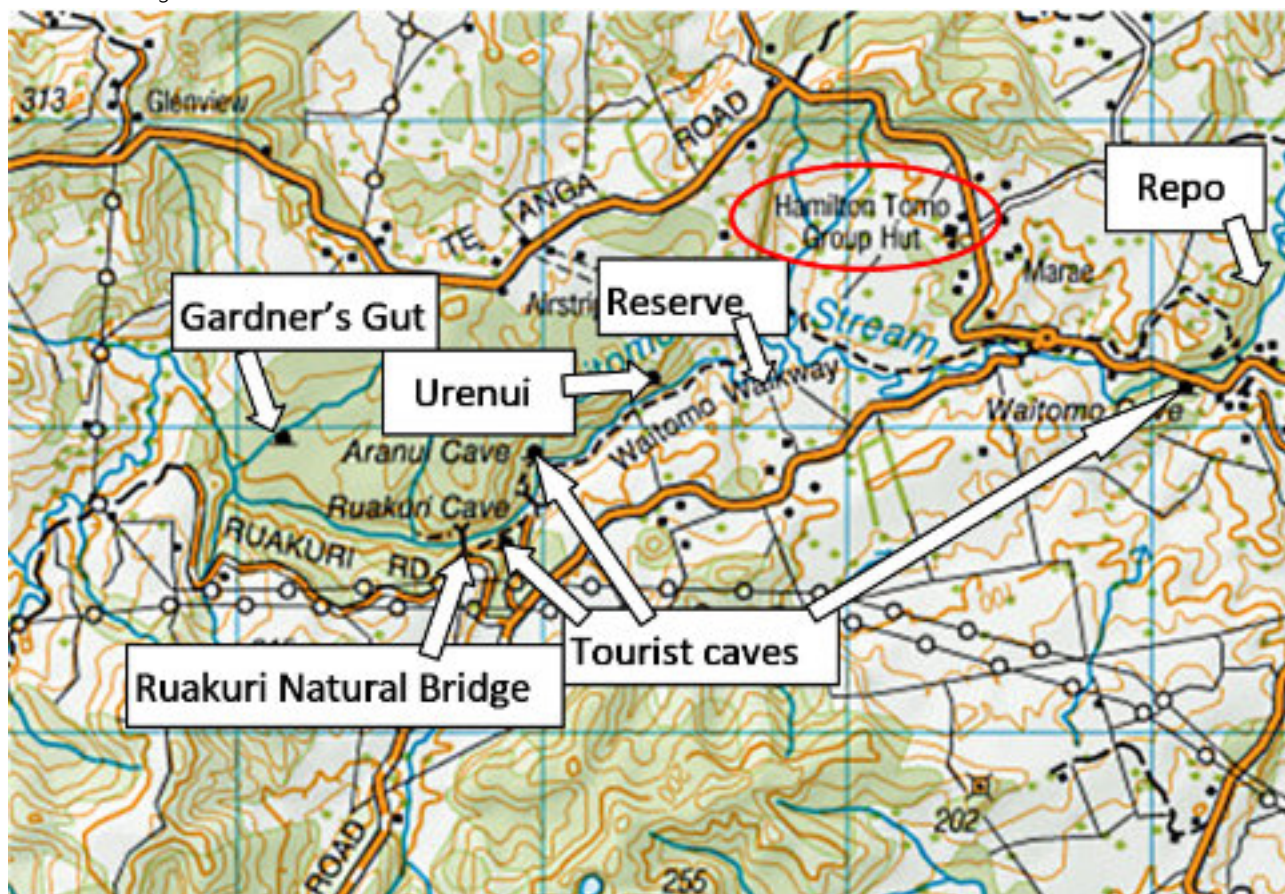 313
Glenview
TE ANGA ROAD
Hamilton Tomo
Group Hut
Repo
Marae
Airstrip
Reserve
Gardner's Gut
Stream
Urenui
Waitomo Walkway
Waitomo Cave
Aranui Cave
Ruakuri Cave
RUAKURI RD
Tourist caves
Ruakuri Natural Bridge
ROAD
202
255